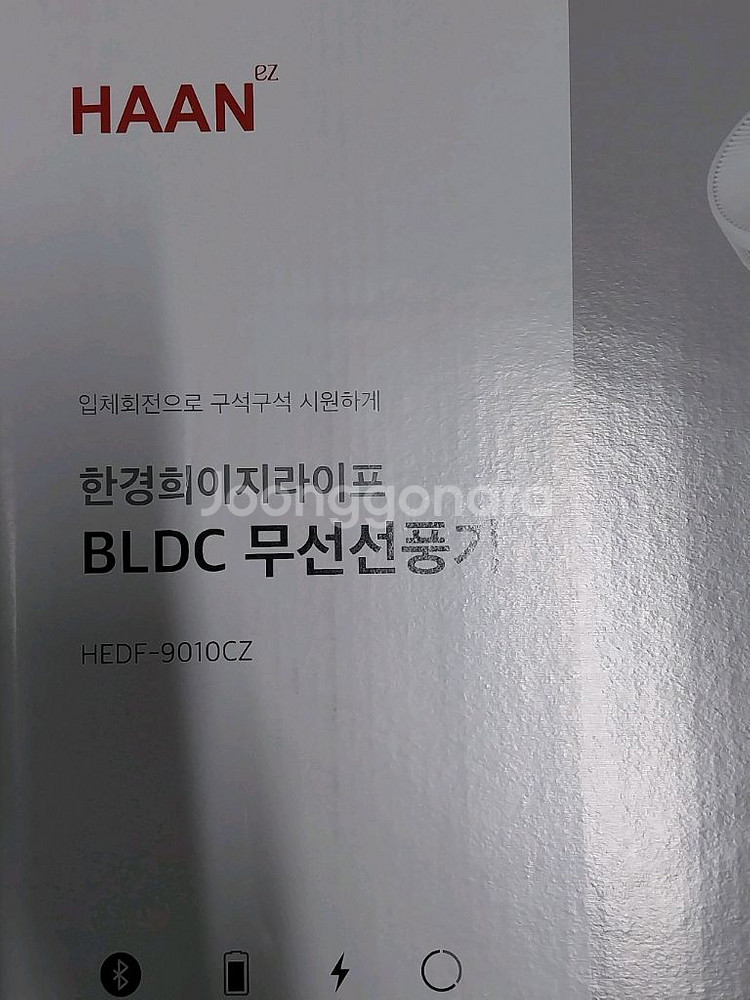 HAAN ez
입체회전으로 구석구석 시원하게
한경희이지라이프
Joonggonara
BLDC 무선선풍기
HEDF-9010CZ